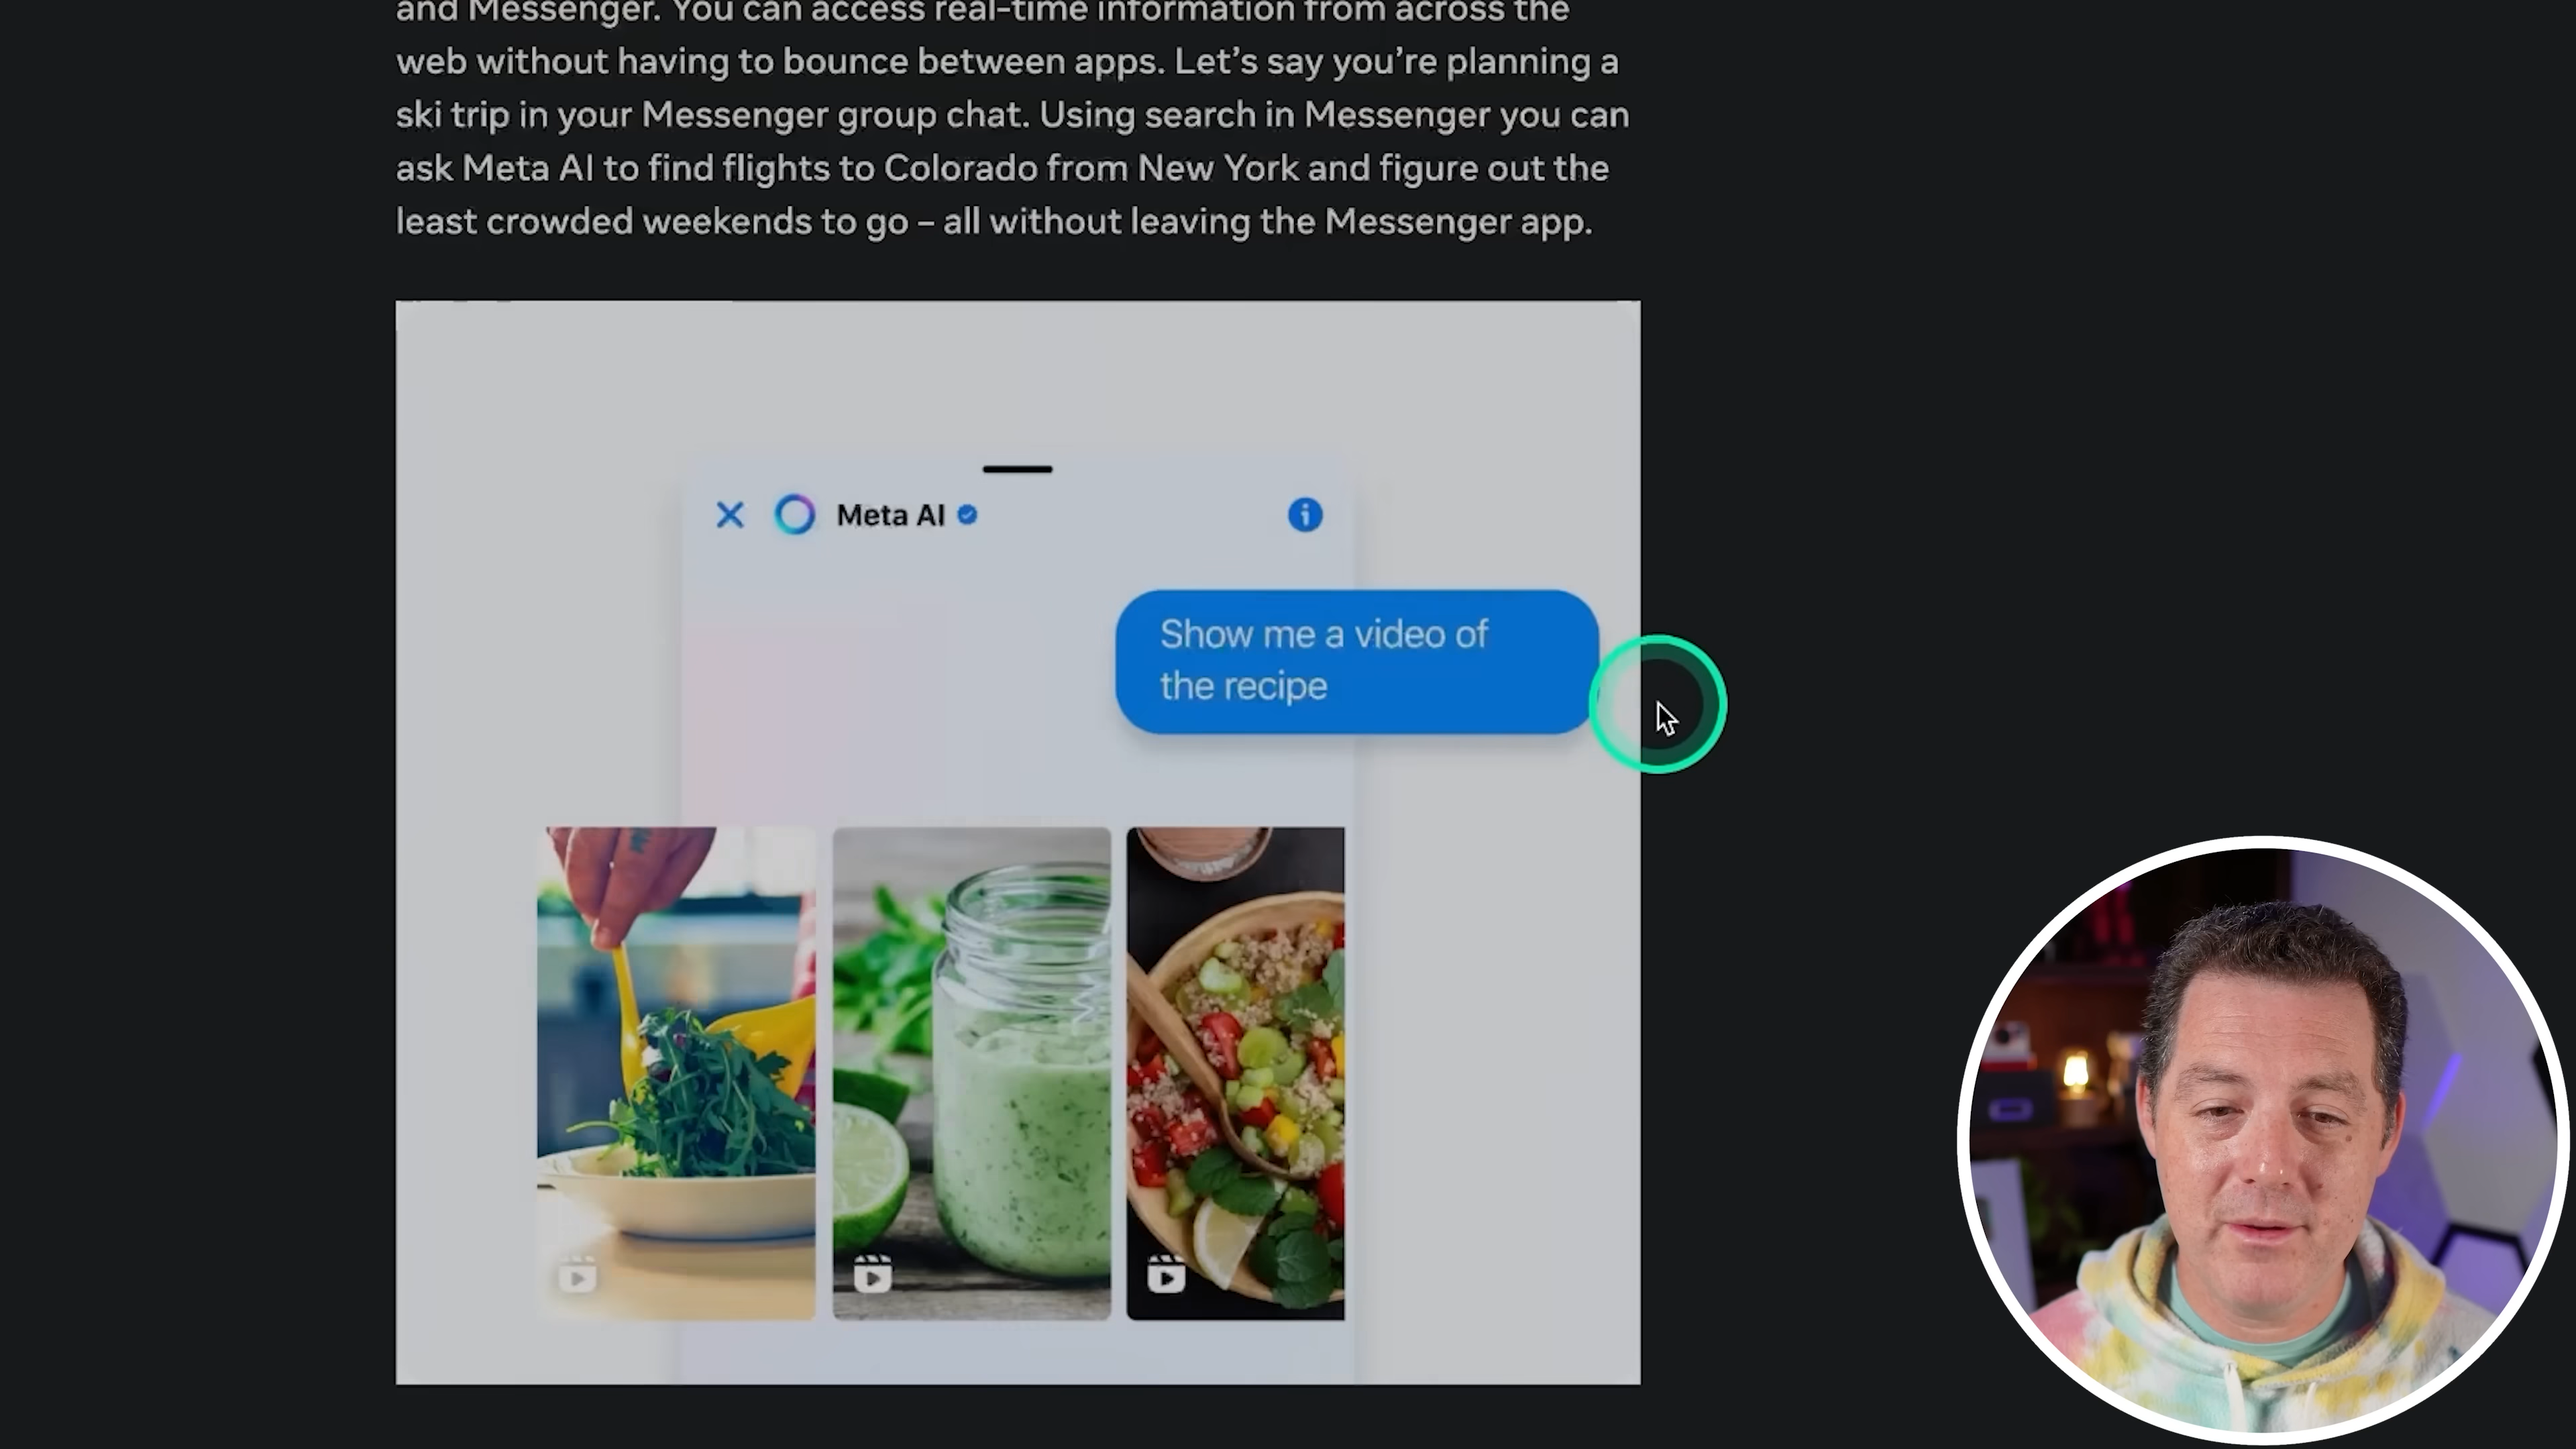 and Messenger. You can access real-time information from across the
web without having to bounce between apps. Let’s say you’re planning a
ski trip in your Messenger group chat. Using search in Messenger you can
ask Meta AI to find flights to Colorado from New York and figure out the
least crowded weekends to go – all without leaving the Messenger app.
Meta AI
Show me a video of
the recipe